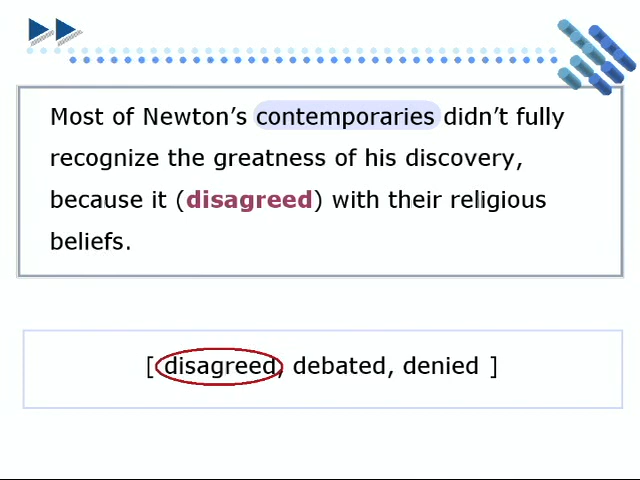 Most of Newton's contemporaries didn't fully
recognize the greatness of his discovery,
because it (disagreed) with their religious
beliefs.
[ disagreed, debated, denied ]